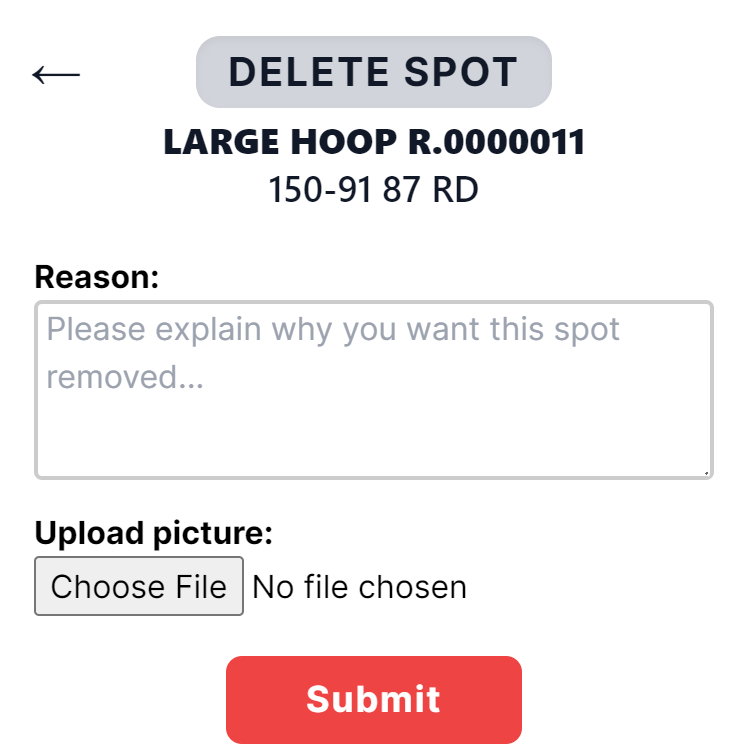 ←
DELETE SPOT
LARGE HOOP R.0000011
150-91 87 RD
Reason:
Please explain why you want this spot
removed...
Upload picture:
Choose File No file chosen
Submit